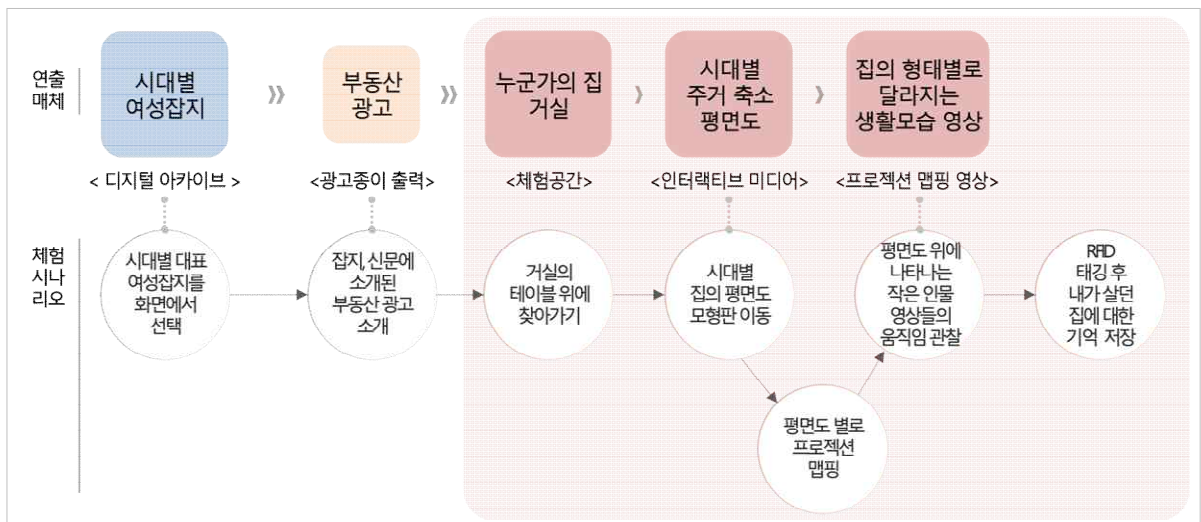 연출
매체
시대별
여성잡지
부동산
광고
누군가의 집
거실
시대별
주거 축소
평면도
집의 형태별로
달라지는
생활모습 영상
< 디지털 아카이브 >
<광고종이 출력>
<체험공간>
<인터랙티브 미디어>
<프로젝션 맵핑 영상>
체험
시나
리오
시대별 대표
여성잡지를
화면에서
선택
잡지, 신문에
소개된
부동산 광고
소개
거실의
테이블 위에
찾아가기
시대별
집의 평면도
모형판 이동
평면도 위에
나타나는
작은 인물
영상들의
움직임 관찰
RFID
태깅 후
내가 살던
집에 대한
기억 저장
평면도 별로
프로젝션
맵핑